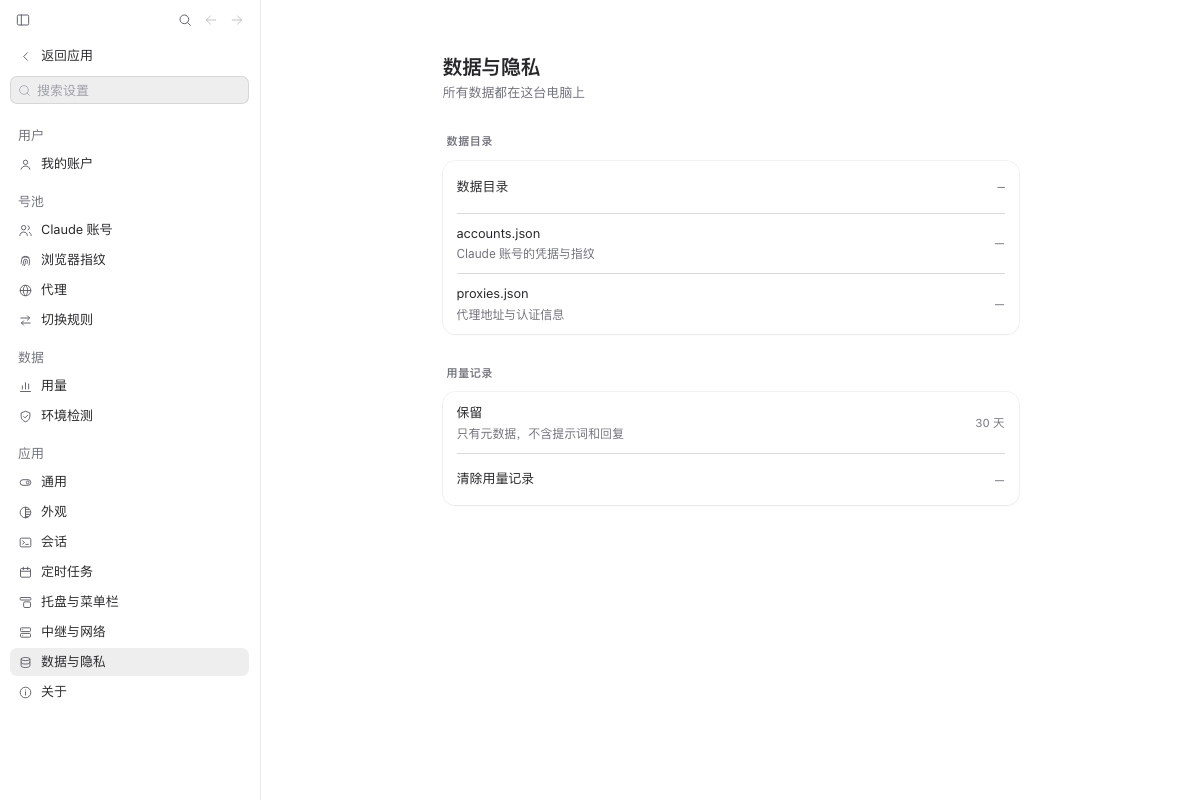 返回应用
搜索设置
用户
我的账户
号池
Claude 账号
浏览器指纹
代理
切换规则
数据
用量
环境检测
应用
通用
外观
会话
定时任务
托盘与菜单栏
中继与网络
数据与隐私
关于
数据与隐私
所有数据都在这台电脑上
数据目录
数据目录 –
accounts.json
Claude 账号的凭据与指纹 —
proxies.json
代理地址与认证信息 —
用量记录
保留
只有元数据，不含提示词和回复
30 天
清除用量记录 —